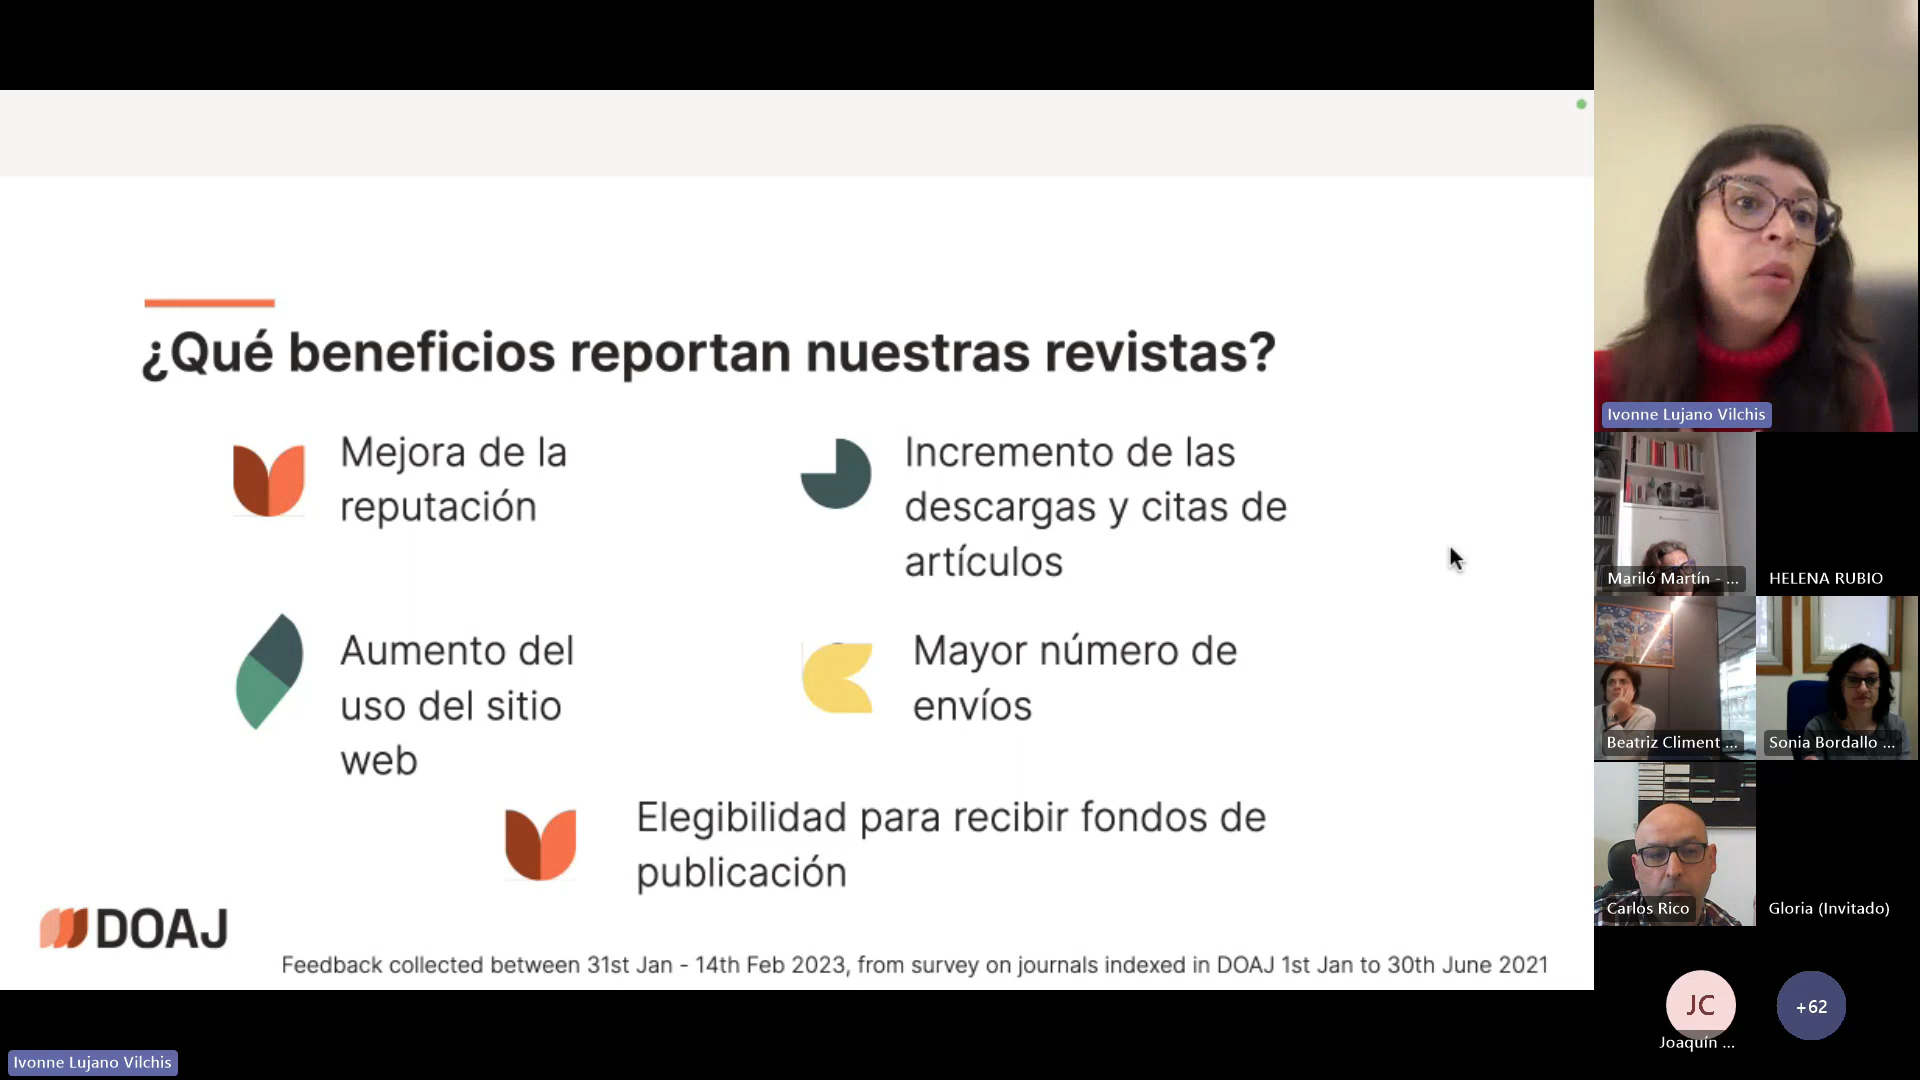 ¿Qué beneficios reportan nuestras revistas?
Mejora de la
reputación
Incremento de las
descargas y citas de
artículos
Aumento del
uso del sitio
web
Mayor número de
envíos
Elegibilidad para recibir fondos de
publicación
DOAJ
Feedback collected between 31st Jan - 14th Feb 2023, from survey on journals indexed in DOAJ 1st Jan to 30th June 2021
Ivonne Lujano Vilchis
Ivonne Lujano Vilchis
Mariló Martín - ...
HELENA RUBIO
Beatriz Climent ...
Sonia Bordallo ...
Carlos Rico
Gloria (Invitado)
JC
Joaquín ...
+62